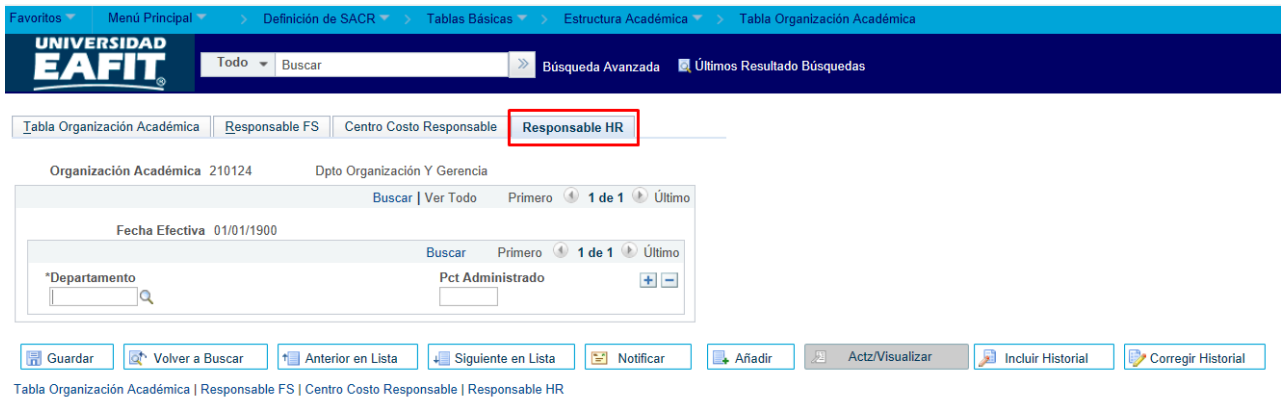 Favoritos Menú Principal > Definición de SACR > Tablas Básicas > Estructura Académica > Tabla Organización Académica
UNIVERSIDAD
EAFIT®
Todo Buscar >> Búsqueda Avanzada Últimos Resultado Búsquedas
Tabla Organización Académica Responsable FS Centro Costo Responsable Responsable HR
Organización Académica 210124 Dpto Organización Y Gerencia
Buscar | Ver Todo Primero 1 de 1 Último
Fecha Efectiva 01/01/1900
Buscar Primero 1 de 1 Último
*Departamento Pct Administrado
Guardar Volver a Buscar Anterior en Lista Siguiente en Lista Notificar Añadir Actz/Visualizar Incluir Historial Corregir Historial
Tabla Organización Académica | Responsable FS | Centro Costo Responsable | Responsable HR